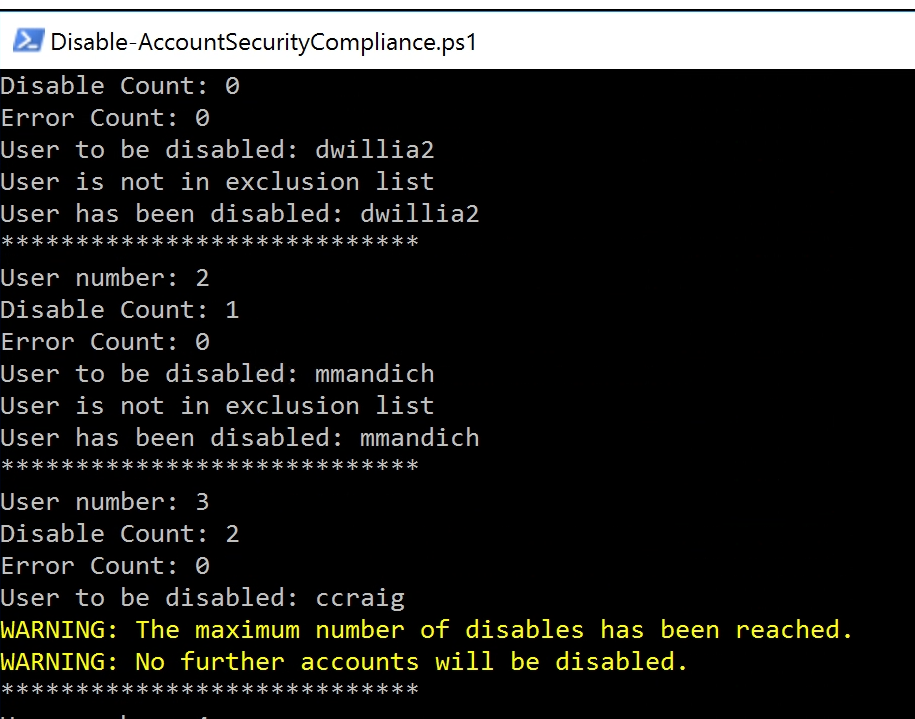 Disable-AccountSecurityCompliance.ps1
Disable Count: 0
Error Count: 0
User to be disabled: dwillia2
User is not in exclusion list
User has been disabled: dwillia2
****************************
User number: 2
Disable Count: 1
Error Count: 0
User to be disabled: mmandich
User is not in exclusion list
User has been disabled: mmandich
****************************
User number: 3
Disable Count: 2
Error Count: 0
User to be disabled: ccraig
WARNING: The maximum number of disables has been reached.
WARNING: No further accounts will be disabled.
****************************